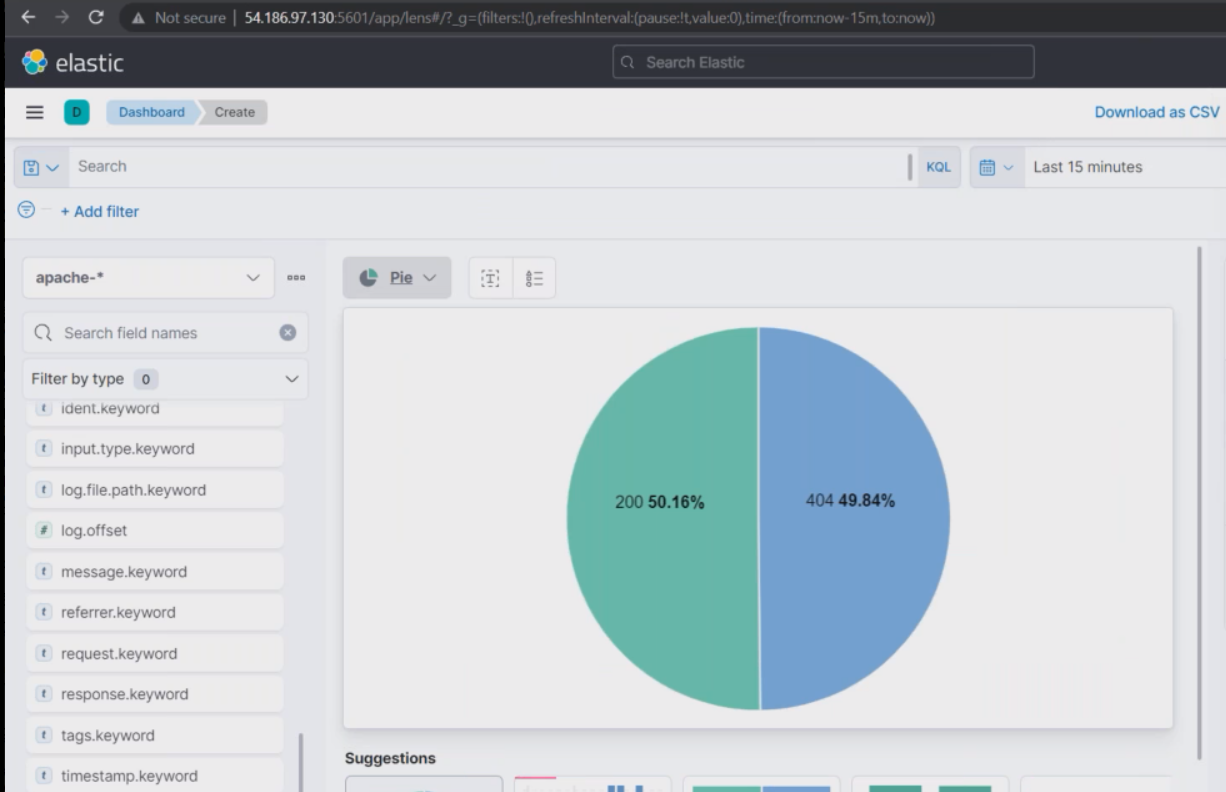 Not secure | 54.186.97.130:5601/app/lens#/?_g=(filters:!(),refreshInterval:(pause:!t,value:0),time:(from:now-15m,to:now))
elastic
Search Elastic
D
Dashboard
Create
Download as CSV
Search
KQL
Last 15 minutes
+ Add filter
apache-*
Pie
Search field names
Filter by type 0
t ident.keyword
t input.type.keyword
t log.file.path.keyword
# log.offset
t message.keyword
t referrer.keyword
t request.keyword
t response.keyword
t tags.keyword
t timestamp.keyword
200 50.16%
404 49.84%
Suggestions